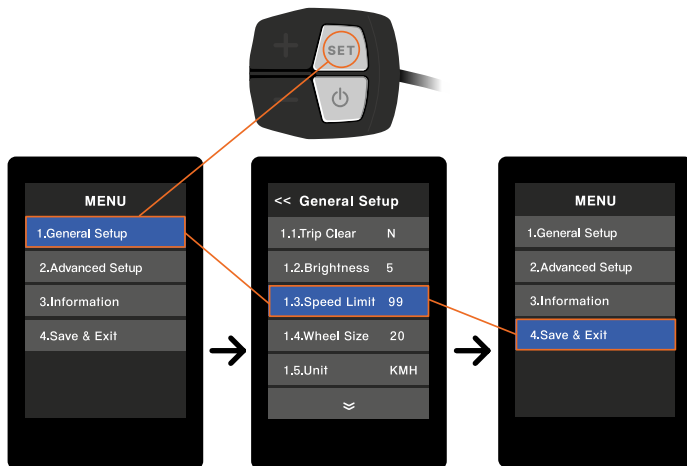 SET
MENU
1.General Setup
2.Advanced Setup
3.Information
4.Save & Exit
<< General Setup
1.1.Trip Clear N
1.2.Brightness 5
1.3.Speed Limit 99
1.4.Wheel Size 20
1.5.Unit KMH
MENU
1.General Setup
2.Advanced Setup
3.Information
4.Save & Exit